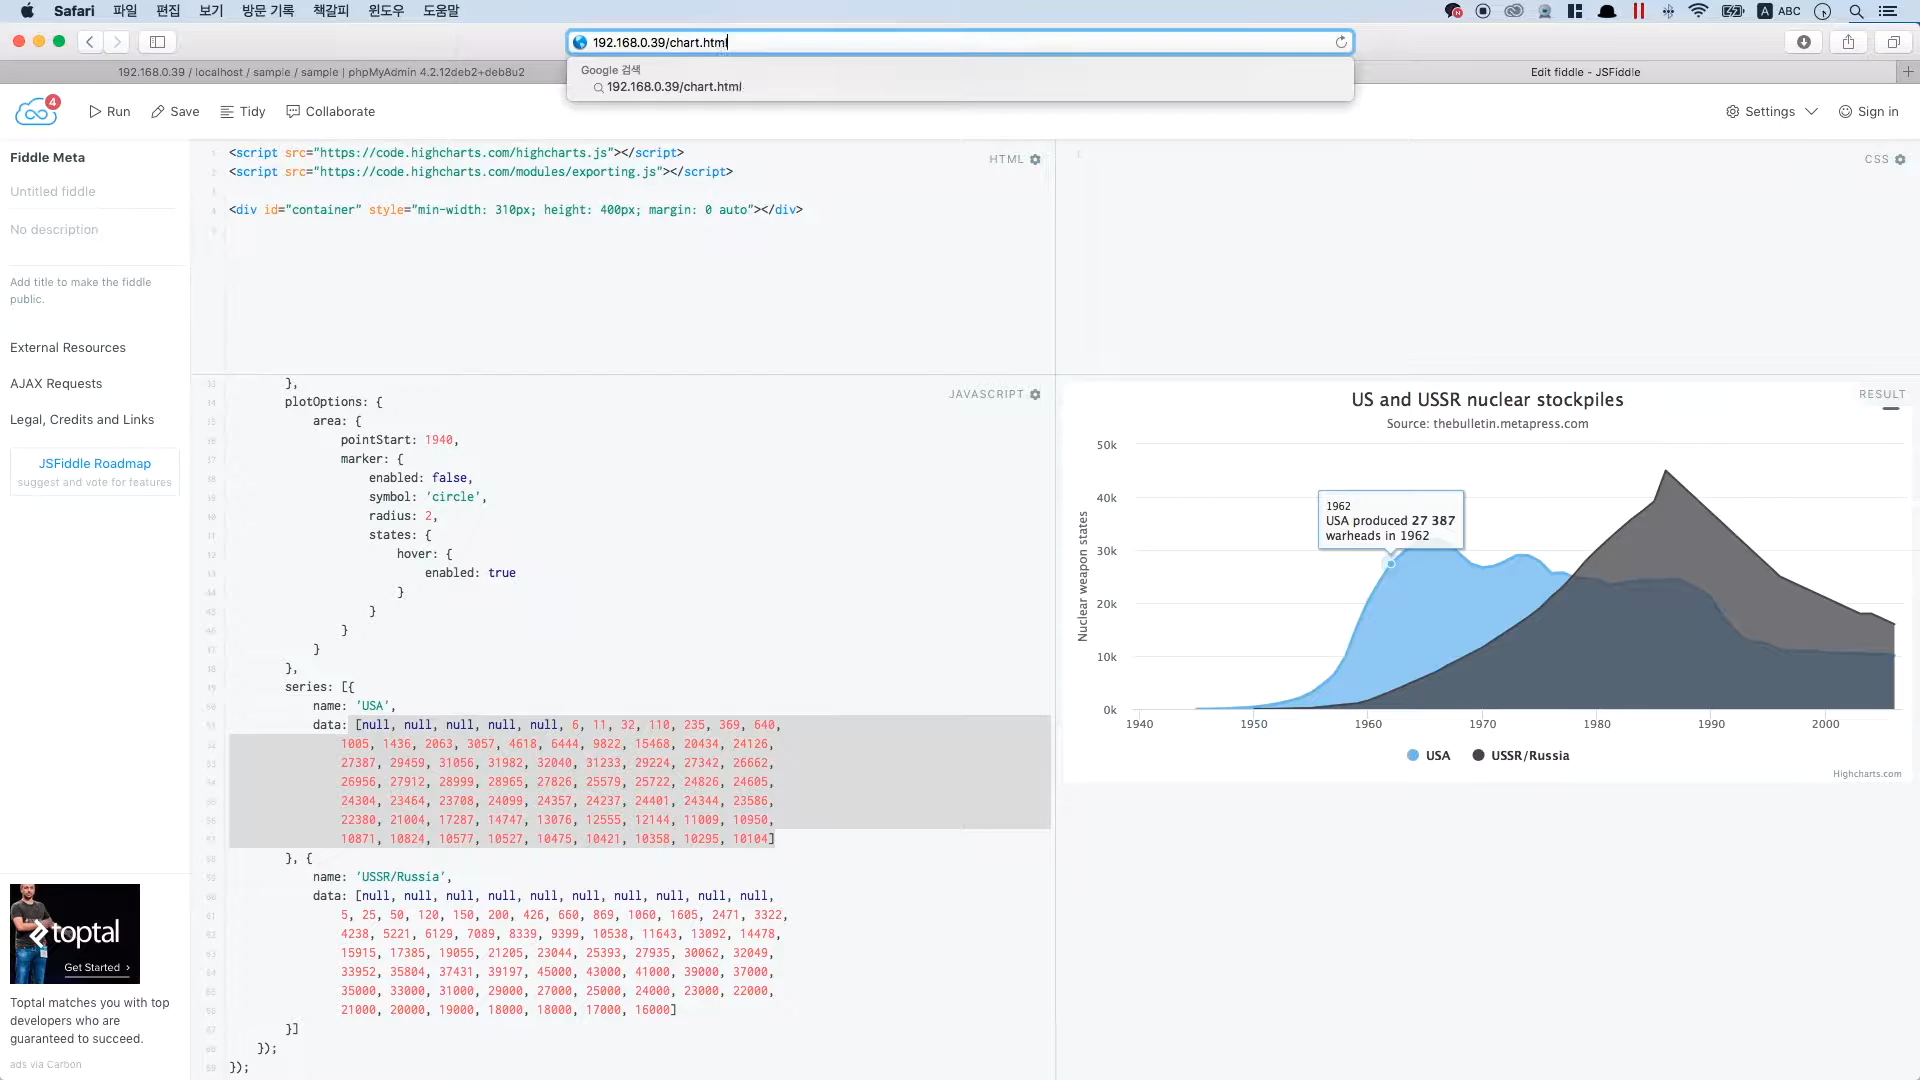 Safari 파일 편집 보기 방문 기록 책갈피 윈도우 도움말 ABC
192.168.0.39/chart.html
192.168.0.39 / localhost / sample / sample | phpMyAdmin 4.2.12deb2+deb8u2
Google 검색
192.168.0.39/chart.html
Edit fiddle - JSFiddle
4
Run
Save
Tidy
Collaborate
Settings
Sign in
Fiddle Meta
Untitled fiddle
No description
Add title to make the fiddle
public.
External Resources
AJAX Requests
Legal, Credits and Links
JSFiddle Roadmap
suggest and vote for features
toptal
Get Started ›
Toptal matches you with top
developers who are
guaranteed to succeed.
ads via Carbon
HTML
<script src="https://code.highcharts.com/highcharts.js"></script>
<script src="https://code.highcharts.com/modules/exporting.js"></script>
<div id="container" style="min-width: 310px; height: 400px; margin: 0 auto"></div>
CSS
JAVASCRIPT
},
plotOptions: {
area: {
pointStart: 1940,
marker: {
enabled: false,
symbol: 'circle',
radius: 2,
states: {
hover: {
enabled: true
}
}
}
}
},
series: [{
name: 'USA',
data: [null, null, null, null, null, 6, 11, 32, 110, 235, 369, 640,
1005, 1436, 2063, 3057, 4618, 6444, 9822, 15468, 20434, 24126,
27387, 29459, 31056, 31982, 32040, 31233, 29224, 27342, 26662,
26956, 27912, 28999, 28965, 27826, 25579, 25722, 24826, 24605,
24304, 23464, 23708, 24099, 24357, 24237, 24401, 24344, 23586,
22380, 21004, 17287, 14747, 13076, 12555, 12144, 11009, 10950,
10871, 10824, 10577, 10527, 10475, 10421, 10358, 10295, 10104]
}, {
name: 'USSR/Russia',
data: [null, null, null, null, null, null, null, null, null, null,
5, 25, 50, 120, 150, 200, 426, 660, 869, 1060, 1605, 2471, 3322,
4238, 5221, 6129, 7089, 8339, 9399, 10538, 11643, 13092, 14478,
15915, 17385, 19055, 21205, 23044, 25393, 27935, 30062, 32049,
33952, 35804, 37431, 39197, 45000, 43000, 41000, 39000, 37000,
35000, 33000, 31000, 29000, 27000, 25000, 24000, 23000, 22000,
21000, 20000, 19000, 18000, 18000, 17000, 16000]
}]
});
});
RESULT
US and USSR nuclear stockpiles
Source: thebulletin.metapress.com
Nuclear weapon states
50k
40k
30k
20k
10k
0k
1962
USA produced 27 387
warheads in 1962
1940 1950 1960 1970 1980 1990 2000
USA USSR/Russia
Highcharts.com